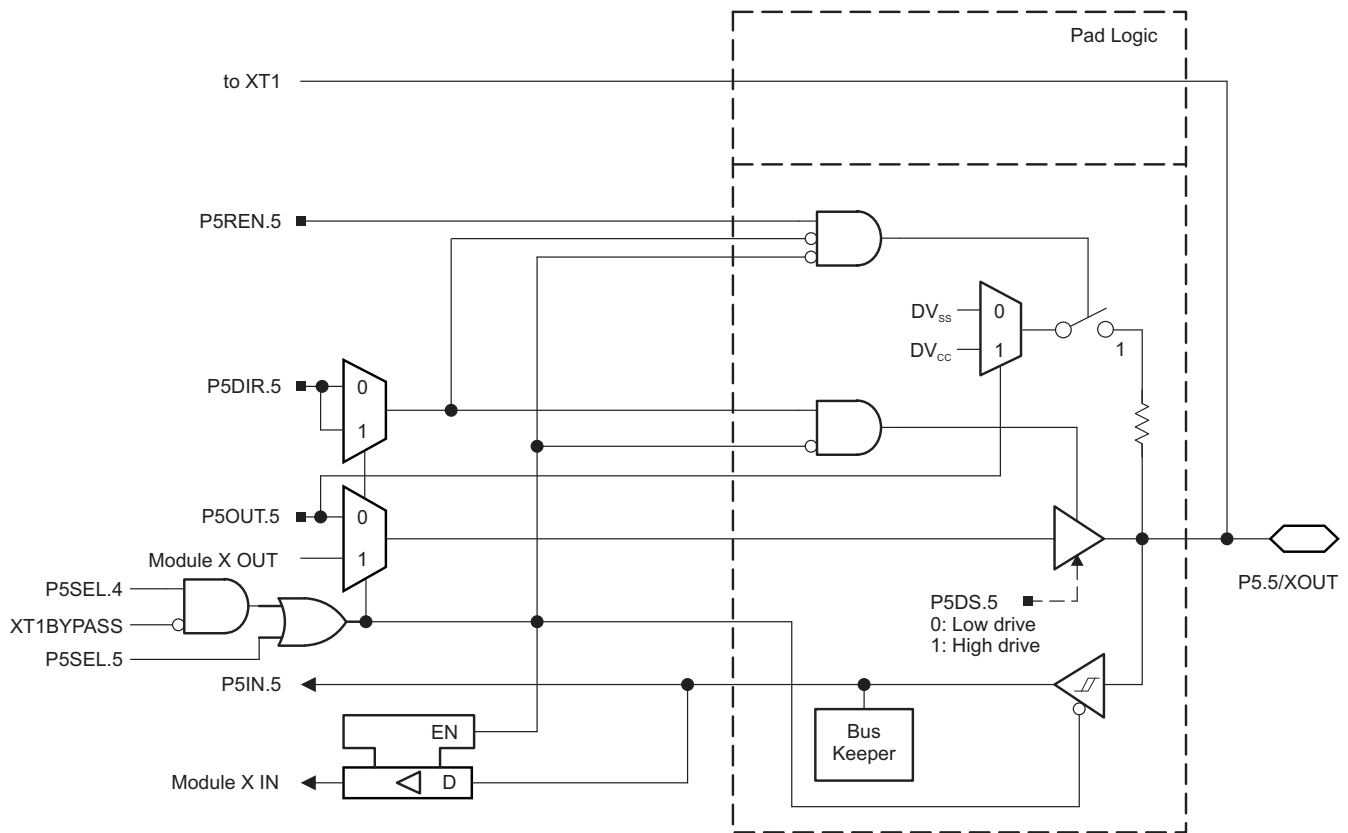 Pad Logic
to XT1
P5REN.5
DVSS
0
DVCC
1
1
P5DIR.5
0
1
P5OUT.5
0
Module X OUT
1
P5SEL.4
XT1BYPASS
P5SEL.5
P5DS.5
0: Low drive
1: High drive
P5.5/XOUT
P5IN.5
EN
Bus
Keeper
Module X IN
D